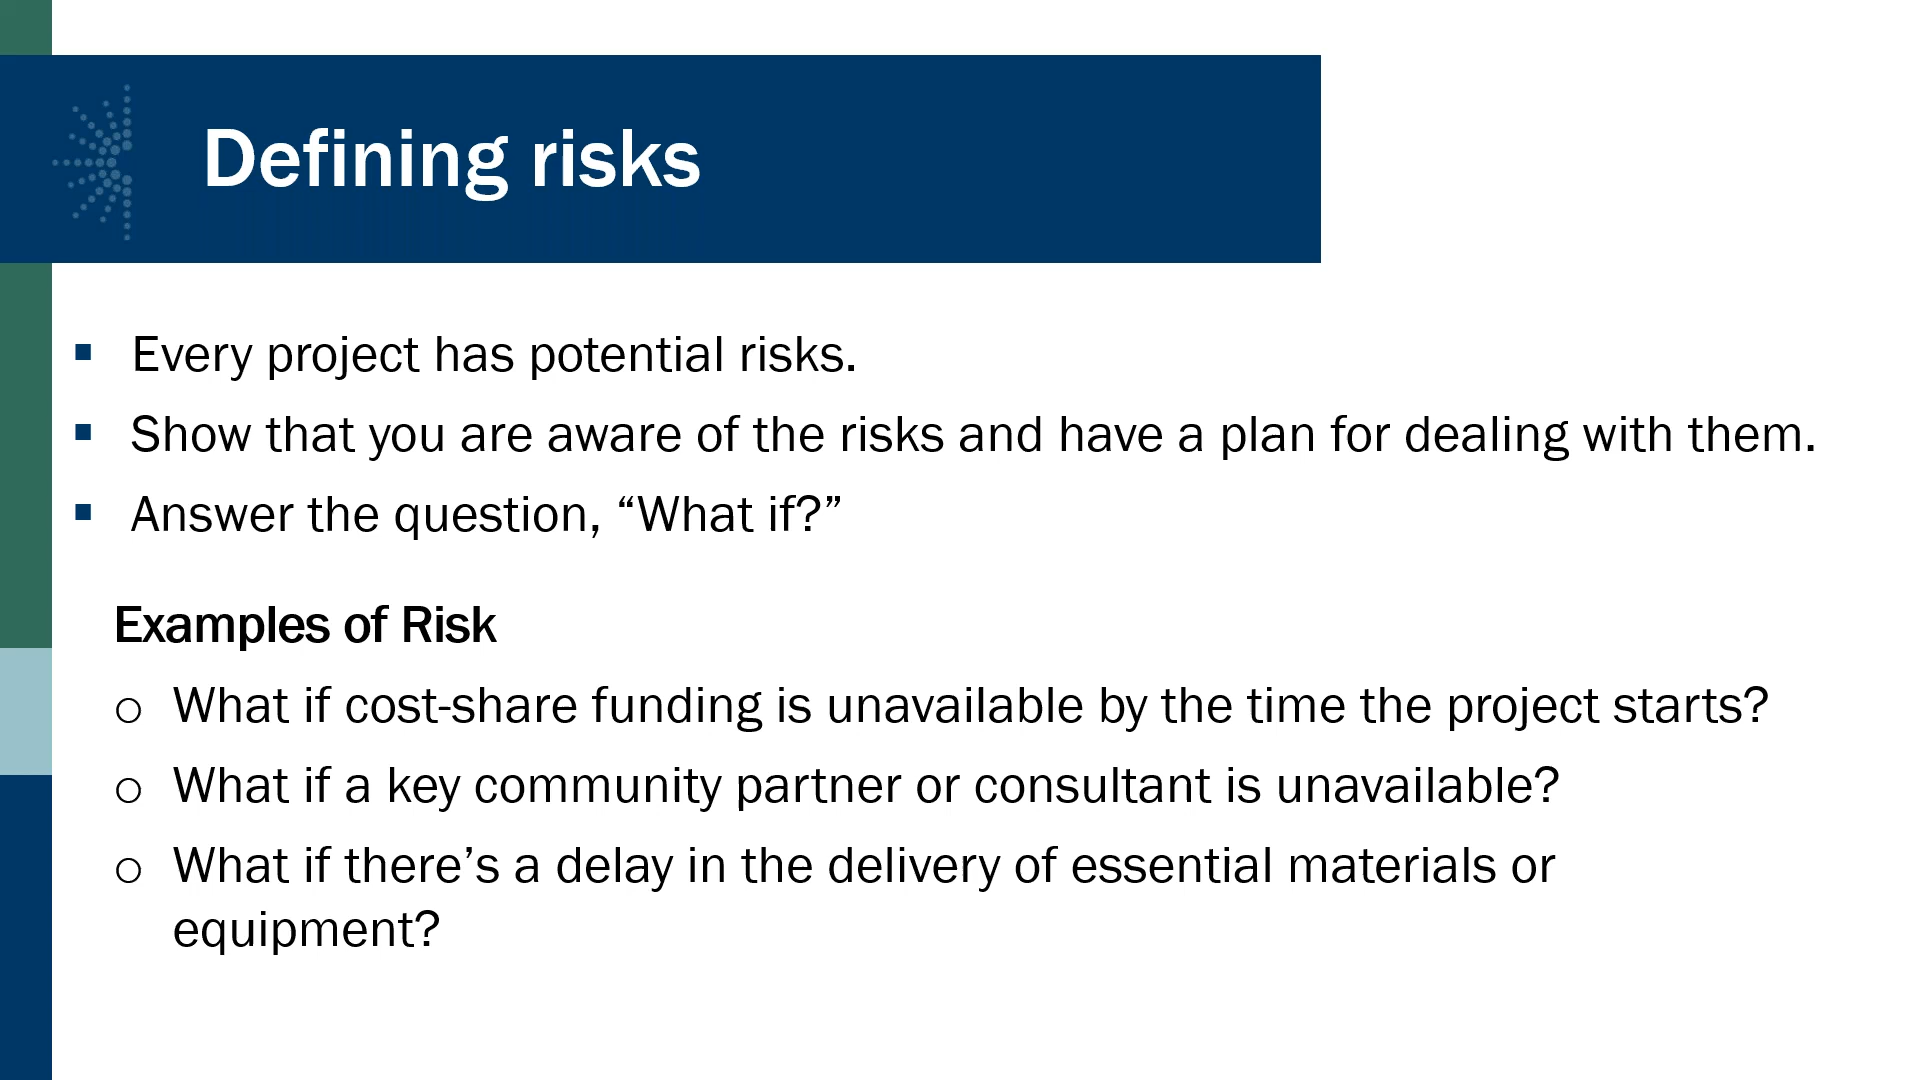 Defining risks
▪ Every project has potential risks.
▪ Show that you are aware of the risks and have a plan for dealing with them.
▪ Answer the question, “What if?”
Examples of Risk
o What if cost-share funding is unavailable by the time the project starts?
o What if a key community partner or consultant is unavailable?
o What if there’s a delay in the delivery of essential materials or
equipment?